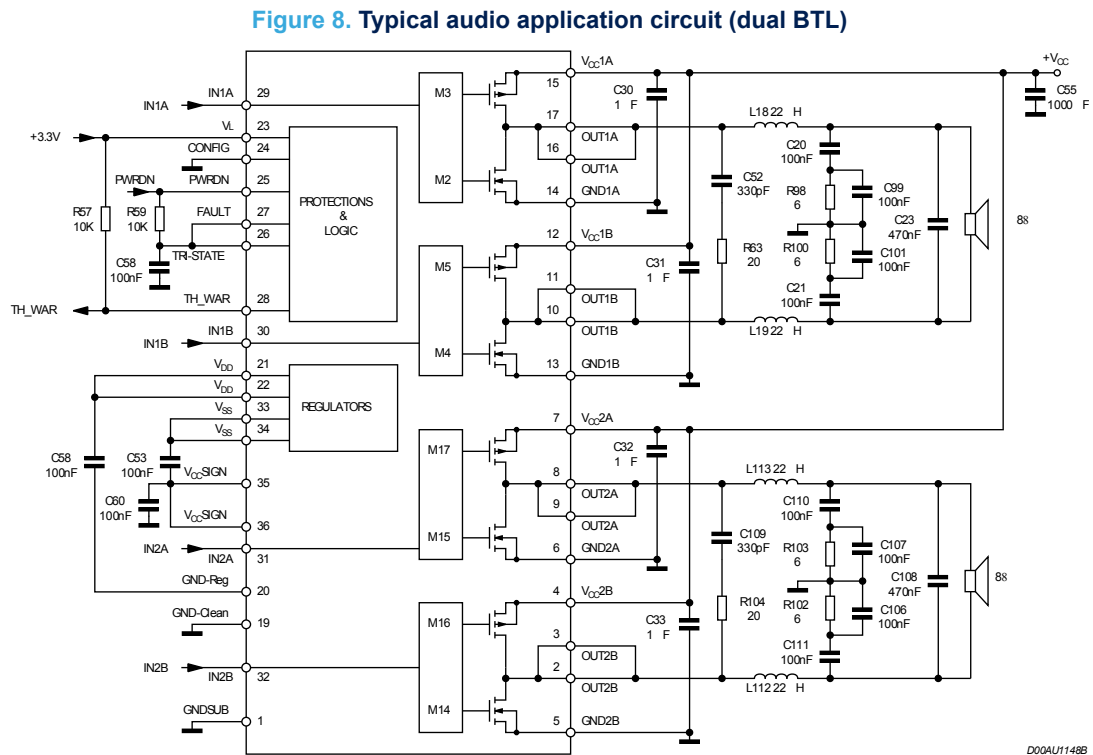 Figure 8. Typical audio application circuit (dual BTL)
IN1A
IN1A
29
+3.3V
VL
23
CONFIG
24
PWRDN
PWRDN
25
FAULT
27
26
TRI-STATE
R57
10K
R59
10K
C58
100nF
PROTECTIONS
&
LOGIC
TH_WAR
TH_WAR
28
IN1B
IN1B
30
VDD
21
VDD
22
VSS
33
VSS
34
REGULATORS
C58
100nF
C53
100nF
VCCSIGN
35
C60
100nF
VCCSIGN
36
IN2A
IN2A
31
GND-Reg
20
GND-Clean
19
IN2B
IN2B
32
GNDSUB
1
M3
M2
M5
M4
M17
M15
M16
M14
15
VCC1A
17
OUT1A
16
OUT1A
14
GND1A
12
VCC1B
11
OUT1B
10
OUT1B
13
GND1B
7
VCC2A
8
OUT2A
9
OUT2A
6
GND2A
4
VCC2B
3
OUT2B
2
OUT2B
5
GND2B
C30
1 F
C31
1 F
C32
1 F
C33
1 F
+VCC
C55
1000 F
L18 22 H
C20
100nF
C52
330pF
R98
6
C99
100nF
C23
470nF
R63
20
R100
6
C101
100nF
C21
100nF
L19 22 H
88
L113 22 H
C110
100nF
C109
330pF
R103
6
C107
100nF
C108
470nF
R104
20
R102
6
C106
100nF
C111
100nF
L112 22 H
88
D00AU1148B